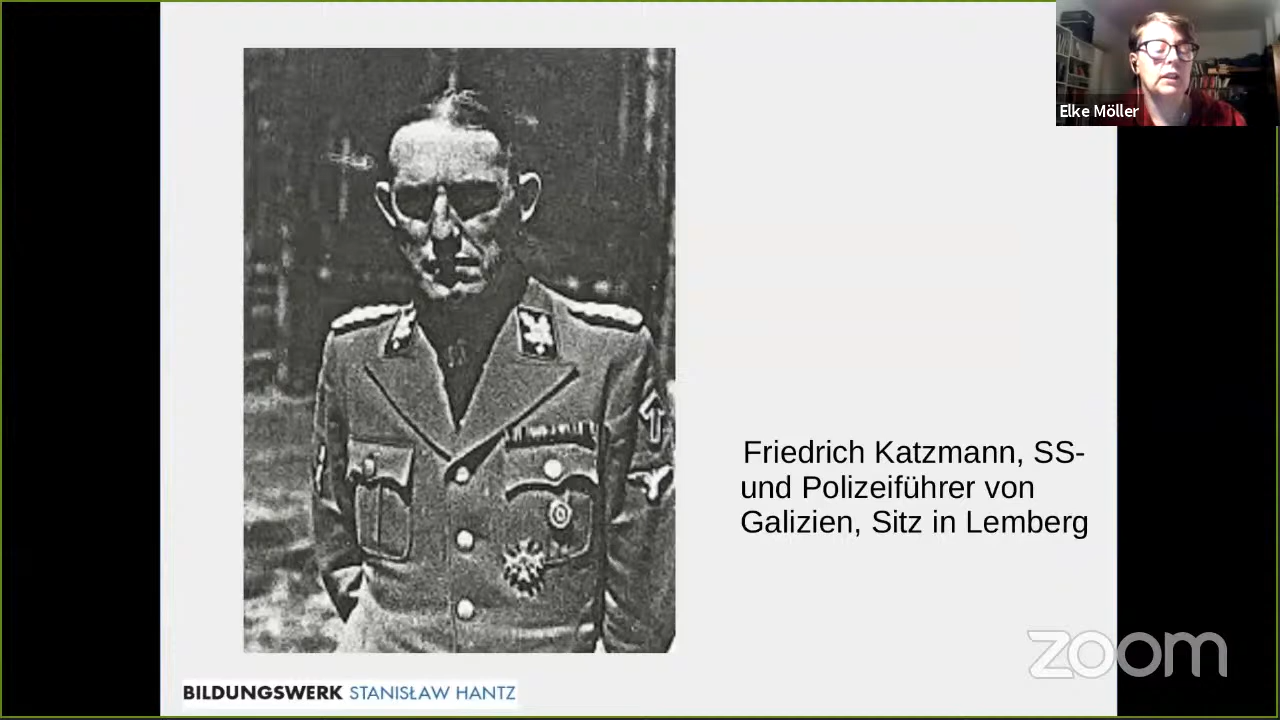 Elke Möller
Friedrich Katzmann, SS-
und Polizeiführer von
Galizien, Sitz in Lemberg
zoom
BILDUNGSWERK STANISŁAW HANTZ